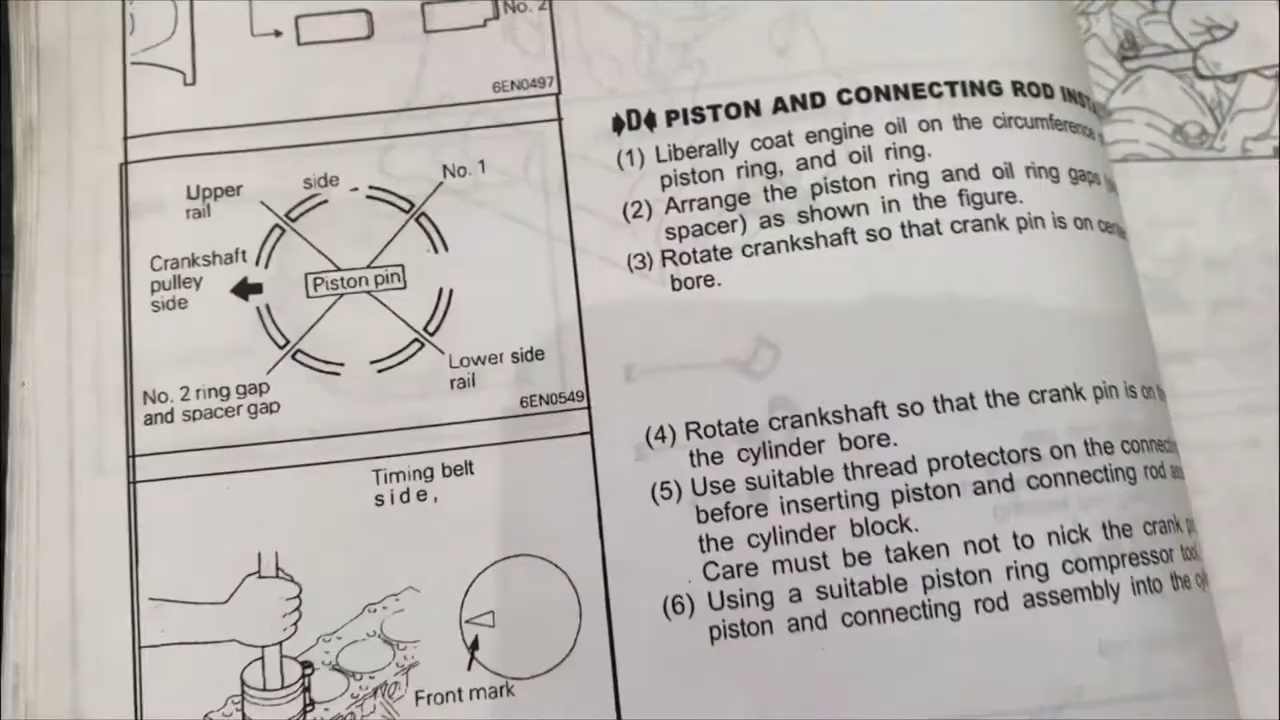 No. 2
6EN0497
Upper
rail
side
No. 1
Crankshaft
pulley
side
Piston pin
Lower side
rail
No. 2 ring gap
and spacer gap
6EN0549
Timing belt
side,
Front mark
D PISTON AND CONNECTING ROD
(1) Liberally coat engine oil on the circumference
piston ring, and oil ring.
(2) Arrange the piston ring and oil ring gaps
spacer) as shown in the figure.
(3) Rotate crankshaft so that crank pin is on
bore.
(4) Rotate crankshaft so that the crank pin is on
the cylinder bore.
(5) Use suitable thread protectors on the
before inserting piston and connecting rod
the cylinder block.
Care must be taken not to nick the crank
(6) Using a suitable piston ring compressor
piston and connecting rod assembly into the